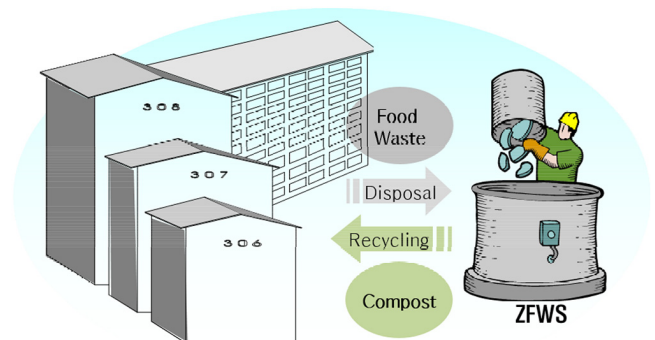 308
307
306
Food
Waste
Disposal
Recycling
Compost
ZFWS